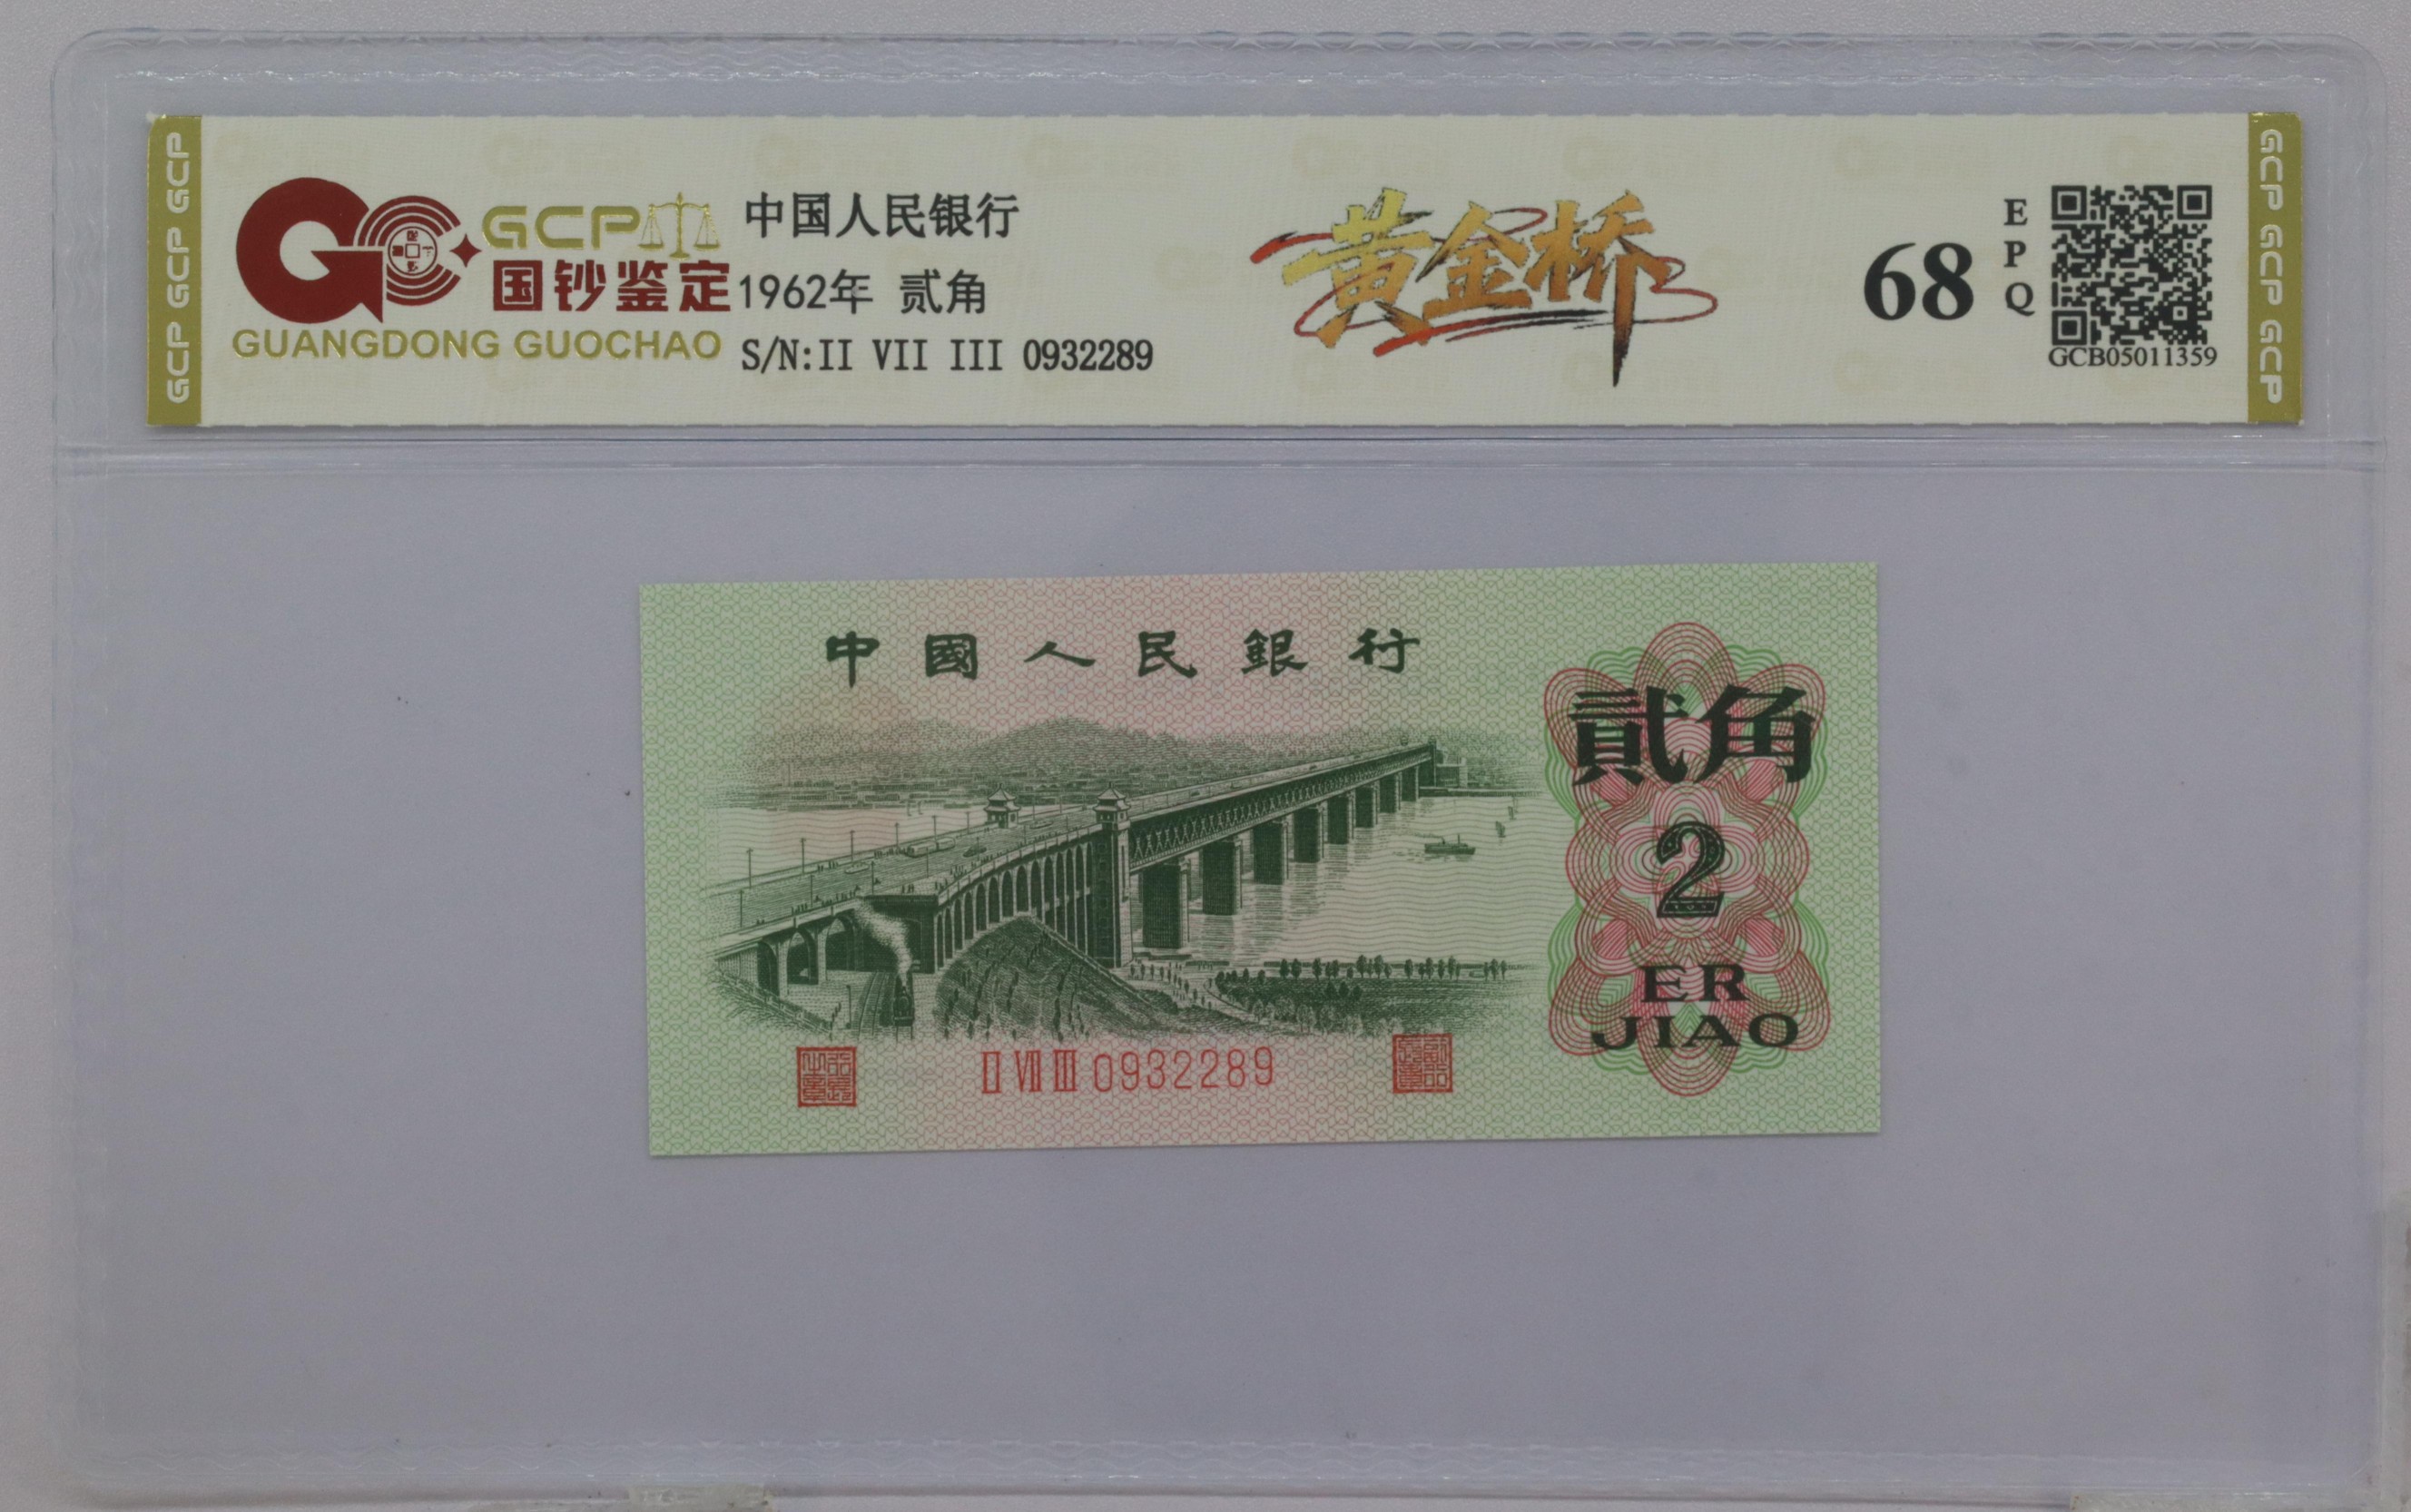 GCP GCP GCP
GCP
国钞鉴定
GUANGDONG GUOCHAO
中国人民银行
1962年 贰角
S/N:II VII III 0932289
黄金桥
68
EPQ
GCB05011359
GCP GCP GCP
中國人民銀行
貳角
2
ER
JIAO
II VII III 0932289